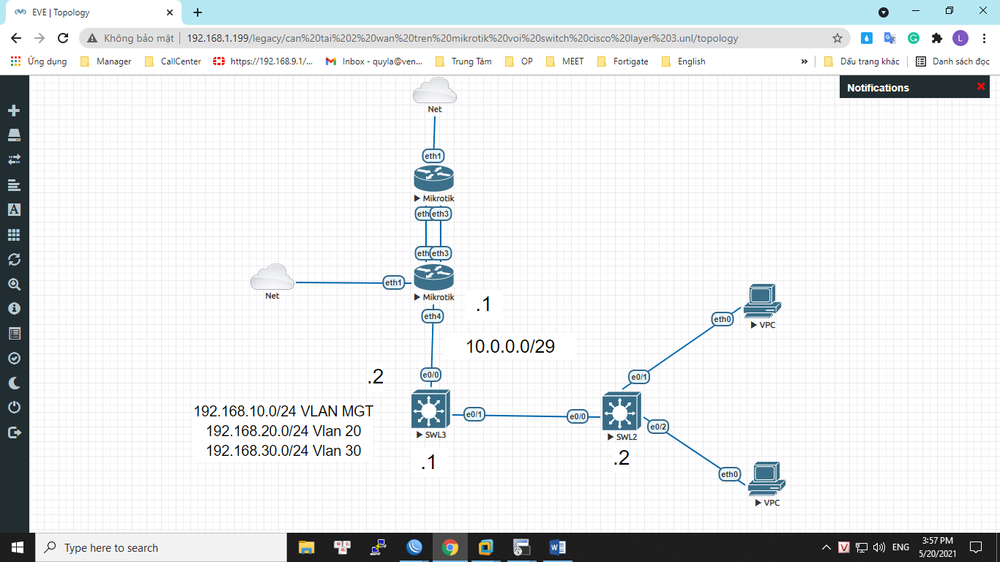 EVE | Topology
Không bảo mật
192.168.1.199/legacy/can%20tai%202%20wan%20tren%20mikrotik%20voi%20switch%20cisco%20layer%203.unl/topology
L
Ứng dụng Manager CallCenter https://192.168.9.1/... Inbox - quyla@ven... Trung Tâm OP MEET Fortigate English » Dấu trang khác Danh sách đọc
Notifications
Net
eth1
Mikrotik
eth eth3
eth eth3
Net
eth1
Mikrotik
.1
eth4
10.0.0.0/29
.2
e0/0
192.168.10.0/24 VLAN MGT
192.168.20.0/24 Vlan 20
192.168.30.0/24 Vlan 30
SWL3
.1
e0/1
e0/0
SWL2
.2
e0/1
eth0
VPC
e0/2
eth0
VPC
Type here to search
ENG
3:57 PM
5/20/2021